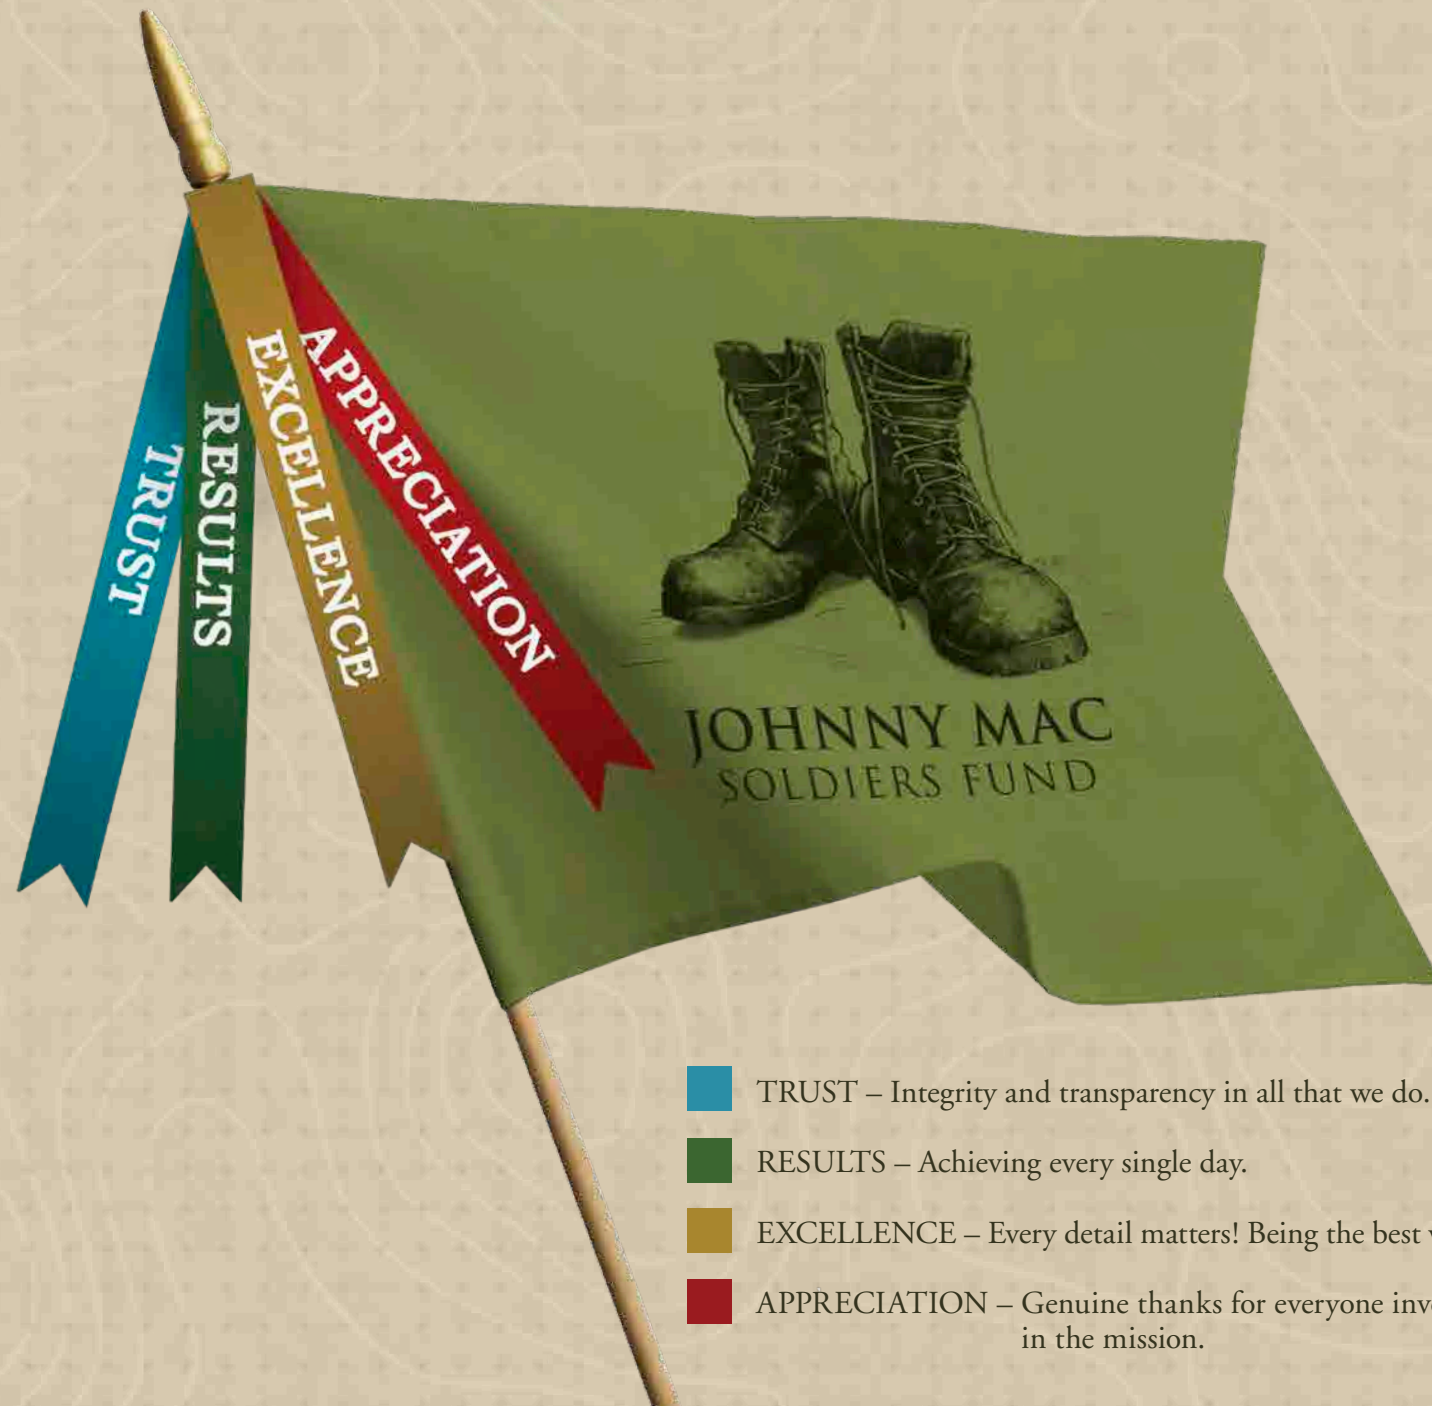 TRUST
RESULTS
EXCELLENCE
APPRECIATION
JOHNNY MAC
SOLDIERS FUND
TRUST – Integrity and transparency in all that we do.
RESULTS – Achieving every single day.
EXCELLENCE – Every detail matters! Being the best
APPRECIATION – Genuine thanks for everyone
in the mission.